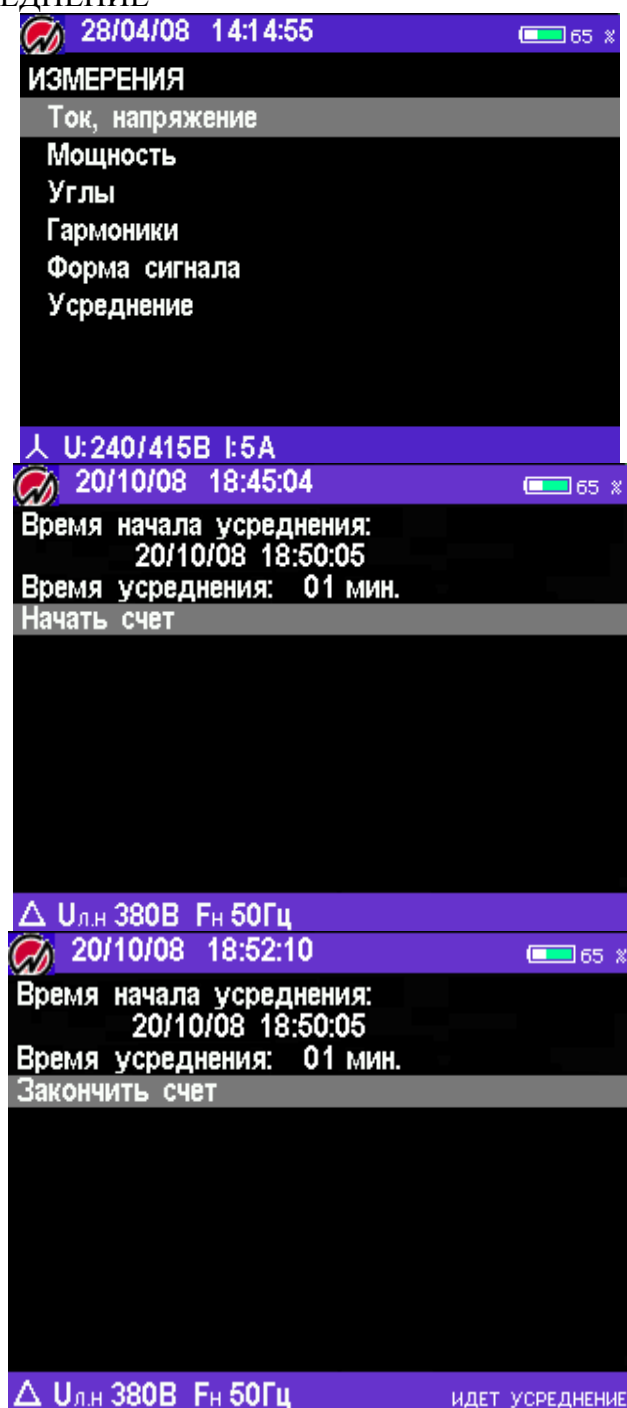 ЕДНЕНИЕ
28/04/08 14:14:55 65 %
ИЗМЕРЕНИЯ
Ток, напряжение
Мощность
Углы
Гармоники
Форма сигнала
Усреднение
U:240/415В I:5А
20/10/08 18:45:04 65 %
Время начала усреднения:
20/10/08 18:50:05
Время усреднения: 01 мин.
Начать счет
Uл.н 380В Fн 50Гц
20/10/08 18:52:10 65 %
Время начала усреднения:
20/10/08 18:50:05
Время усреднения: 01 мин.
Закончить счет
Uл.н 380В Fн 50Гц ИДЕТ УСРЕДНЕНИЕ